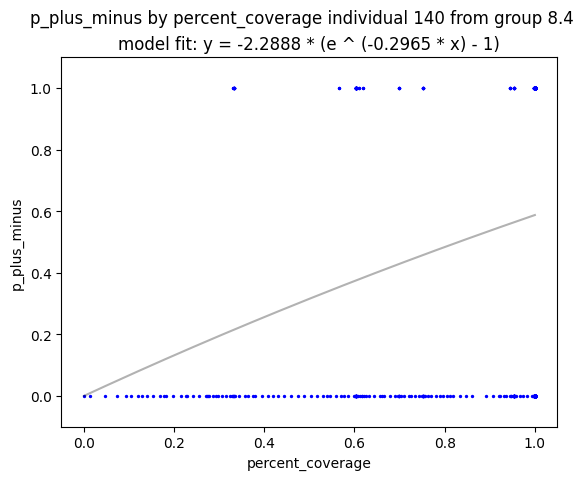 p_plus_minus by percent_coverage individual 140 from group 8.4
model fit: y = -2.2888 * (e ^ (-0.2965 * x) - 1)
1.0
0.8
0.6
0.4
0.2
0.0
p_plus_minus
0.0 0.2 0.4 0.6 0.8 1.0
percent_coverage